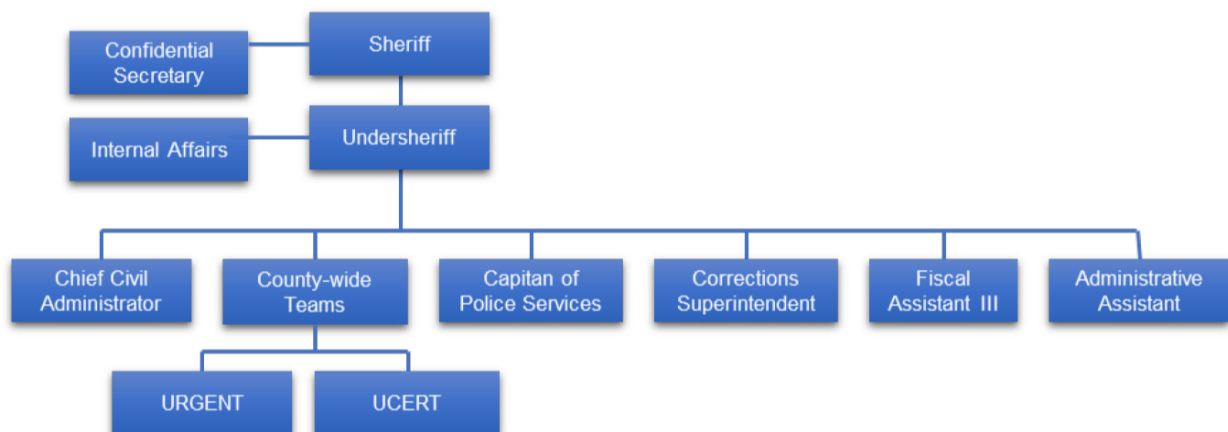 Confidential
Secretary
Sheriff
Internal Affairs
Undersheriff
Chief Civil
Administrator
County-wide
Teams
Capitan of
Police Services
Corrections
Superintendent
Fiscal
Assistant III
Administrative
Assistant
URGENT
UCERT